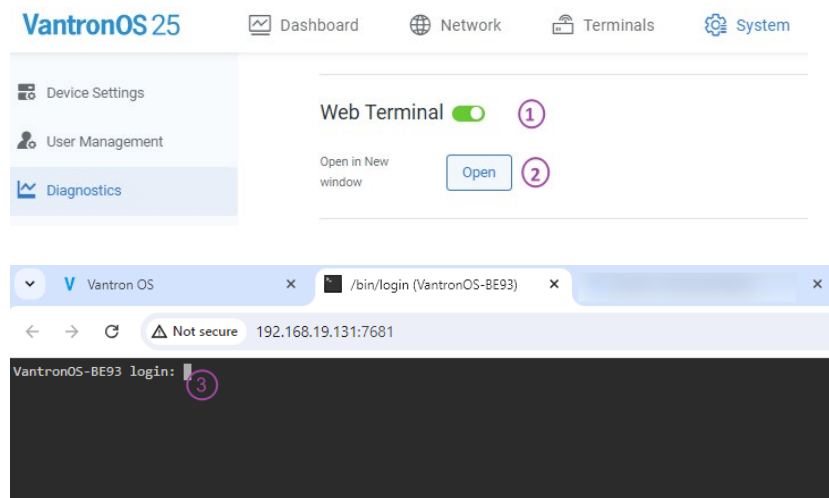 VantronOS 25 Dashboard Network Terminals System
Device Settings
User Management
Diagnostics
Web Terminal 1
Open in New
window
Open 2
V Vantron OS /bin/login (VantronOS-BE93)
Not secure 192.168.19.131:7681
VantronOS-BE93 login: 3